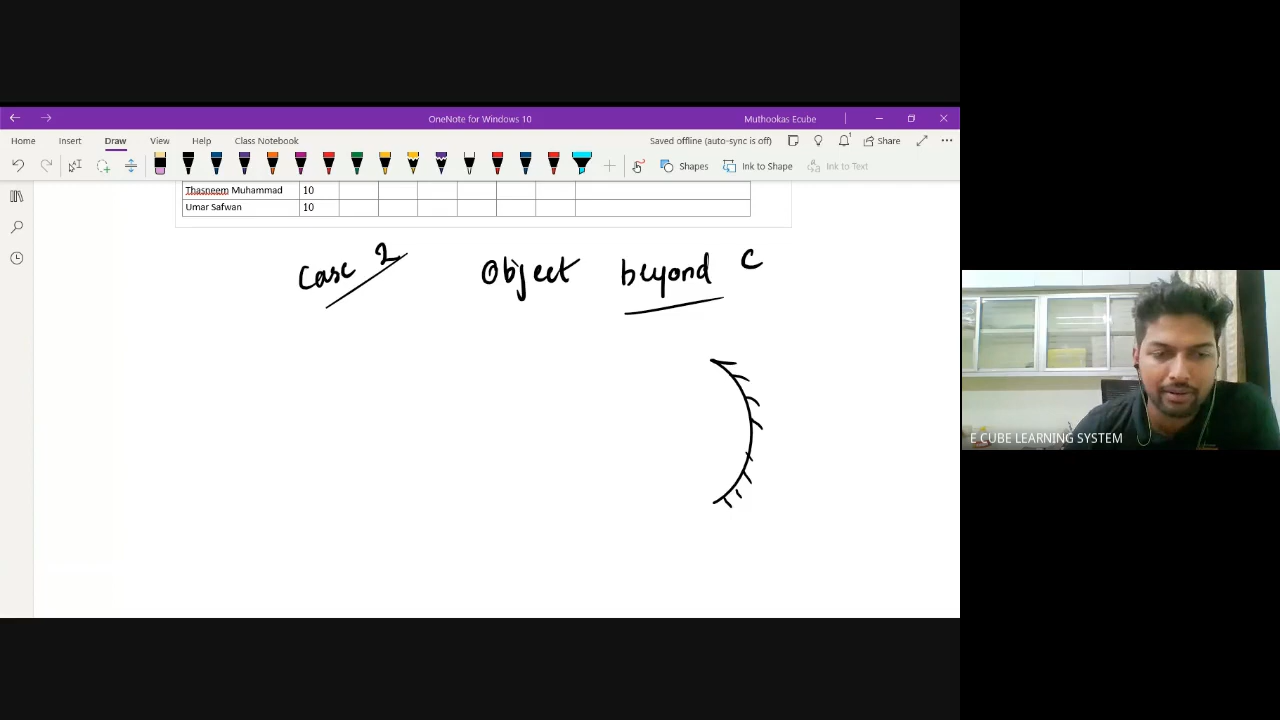 OneNote for Windows 10
Muthookas Ecube
Home Insert Draw View Help Class Notebook
Saved offline (auto-sync is off)
Share
Shapes
Ink to Shape
Ink to Text
Thasneem Muhammad 10
Umar Safwan 10
Case 2 Object beyond C
E CUBE LEARNING SYSTEM